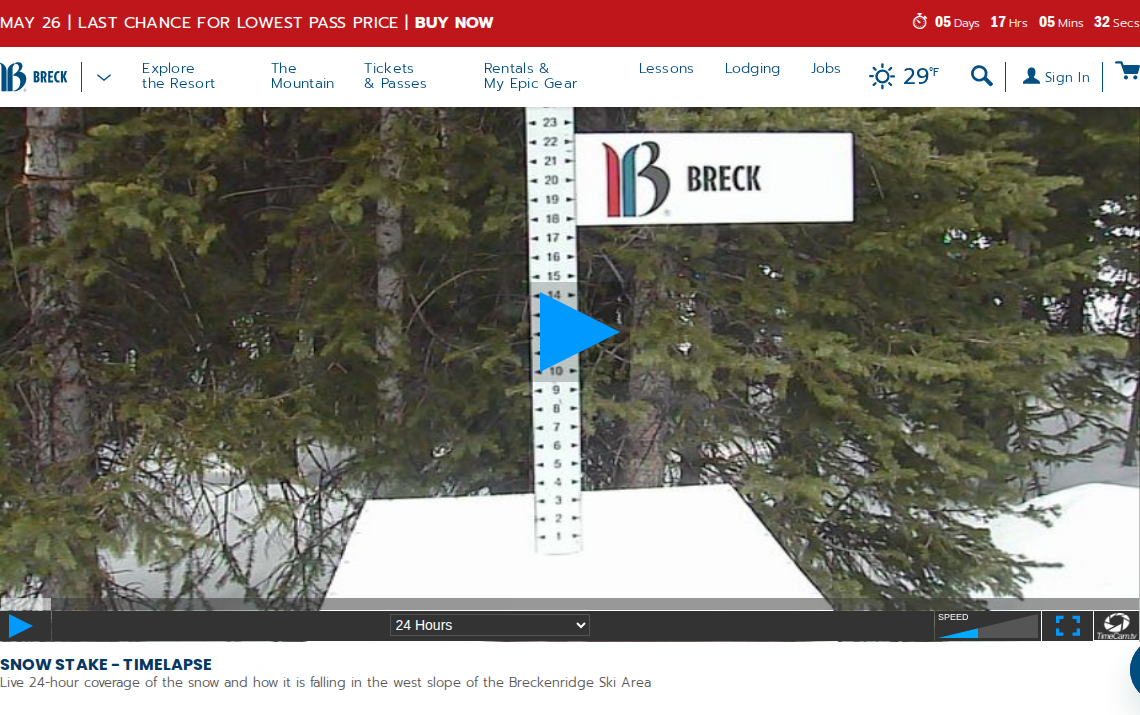 MAY 26 | LAST CHANCE FOR LOWEST PASS PRICE | BUY NOW
05 Days 17 Hrs 05 Mins 32 Secs
BRECK
Explore
the Resort
The
Mountain
Tickets
& Passes
Rentals &
My Epic Gear
Lessons
Lodging
Jobs
29°F
Sign In
23
22
21
20
19
18
17
16
15
14
10
9
8
7
6
5
4
3
2
1
BRECK
24 Hours
SPEED
TimeCam.tv
SNOW STAKE - TIMELAPSE
Live 24-hour coverage of the snow and how it is falling in the west slope of the Breckenridge Ski Area